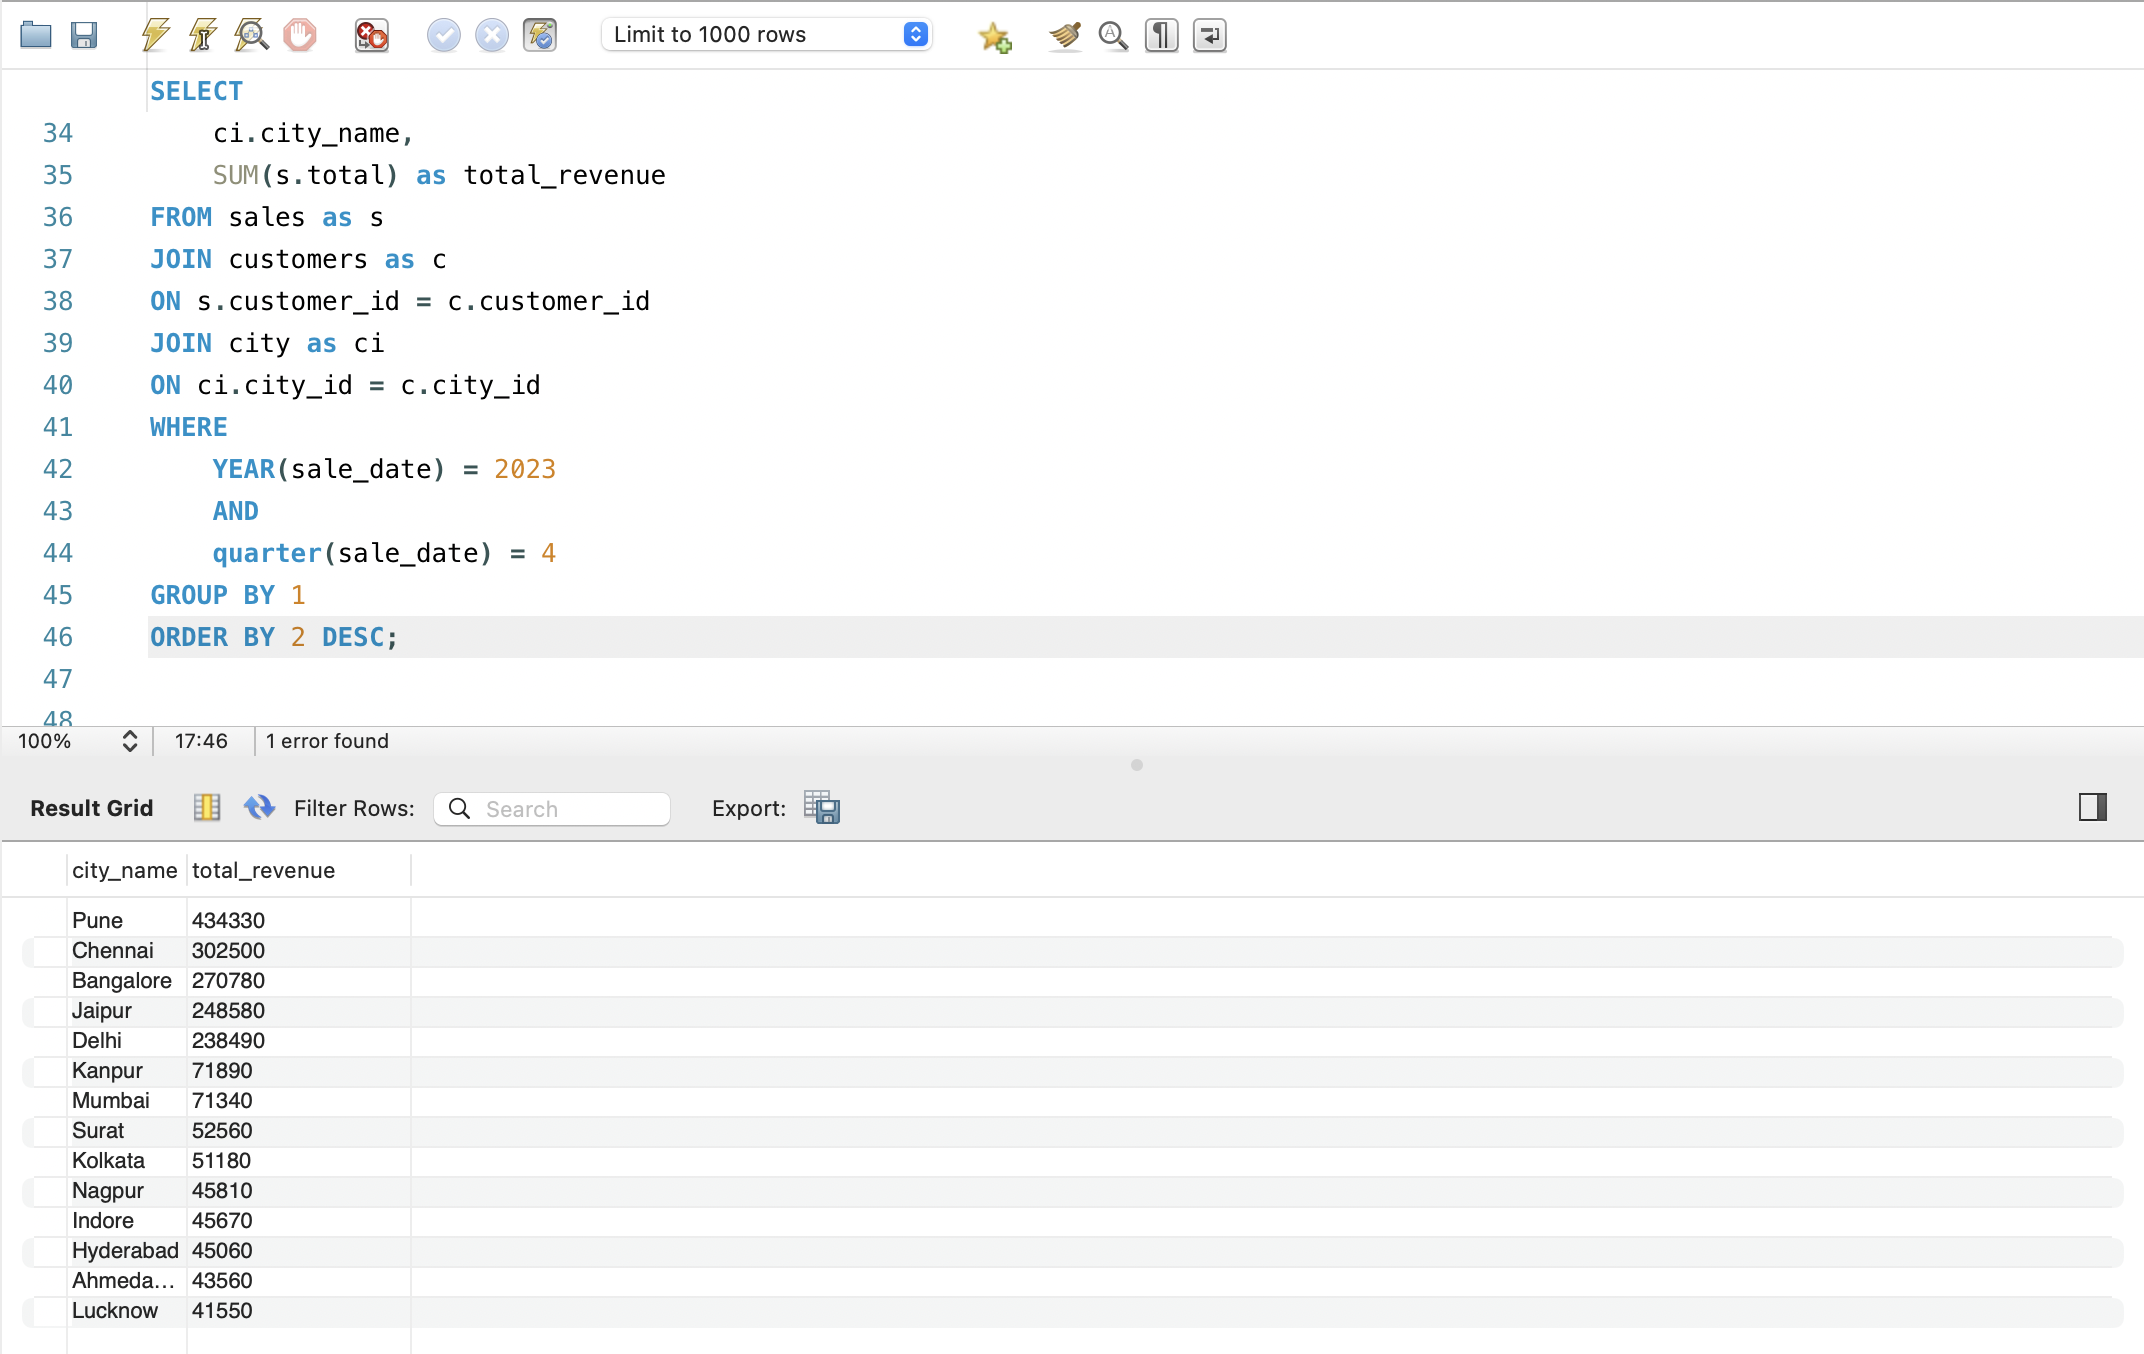 Limit to 1000 rows
SELECT
34 ci.city_name,
35 SUM(s.total) as total_revenue
36 FROM sales as s
37 JOIN customers as c
38 ON s.customer_id = c.customer_id
39 JOIN city as ci
40 ON ci.city_id = c.city_id
41 WHERE
42 YEAR(sale_date) = 2023
43 AND
44 quarter(sale_date) = 4
45 GROUP BY 1
46 ORDER BY 2 DESC;
47
48
100% 17:46 1 error found
Result Grid Filter Rows: Search Export:
city_name total_revenue
Pune 434330
Chennai 302500
Bangalore 270780
Jaipur 248580
Delhi 238490
Kanpur 71890
Mumbai 71340
Surat 52560
Kolkata 51180
Nagpur 45810
Indore 45670
Hyderabad 45060
Ahmeda... 43560
Lucknow 41550